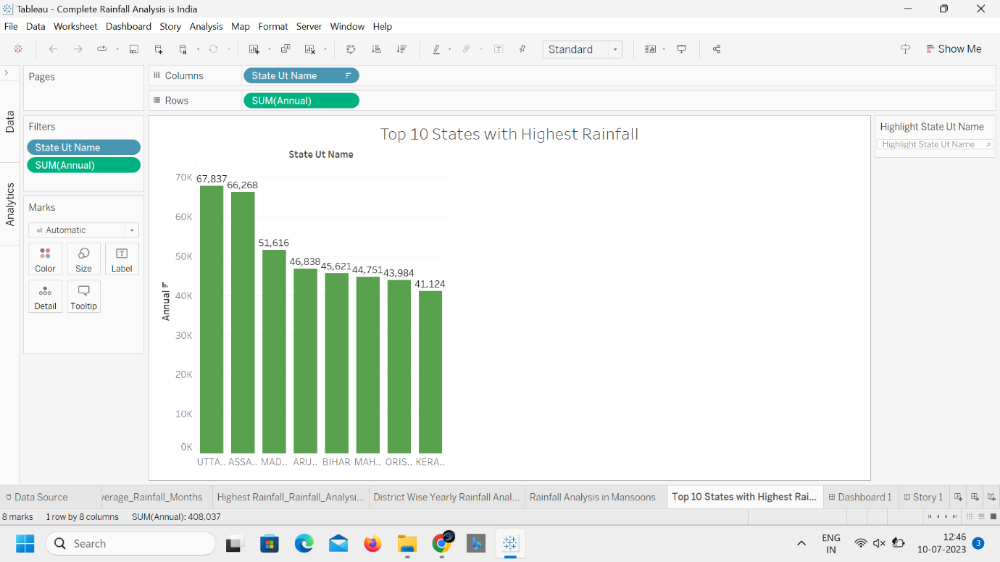 Tableau - Complete Rainfall Analysis is India
File Data Worksheet Dashboard Story Analysis Map Format Server Window Help
Standard
Show Me
Pages
Columns
State Ut Name
Rows
SUM(Annual)
Data
Analytics
Filters
State Ut Name
SUM(Annual)
Marks
Automatic
Color Size Label
Detail Tooltip
Top 10 States with Highest Rainfall
State Ut Name
Annual
70K
60K
50K
40K
30K
20K
10K
0K
67,837 66,268 51,616 46,838 45,621 44,751 43,984 41,124
UTTA.. ASSA.. MAD.. ARU.. BIHAR MAH.. ORIS.. KERA..
Highlight State Ut Name
Highlight State Ut Name
Data Source verage_Rainfall_Months Highest Rainfall_Rainfall_Analysi... District Wise Yearly Rainfall Anal... Rainfall Analysis in Mansoons Top 10 States with Highest Rai... Dashboard 1 Story 1
8 marks 1 row by 8 columns SUM(Annual): 408,037
Search
ENG
IN
12:46
10-07-2023
3